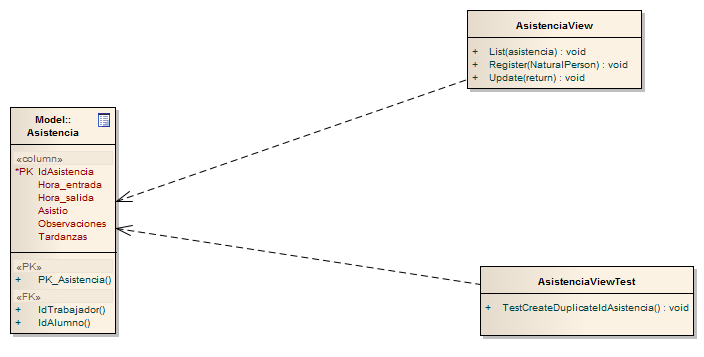 AsistenciaView
+ List(asistencia) : void
+ Register(NaturalPerson) : void
+ Update(return) : void
Model::
Asistencia
«column»
*PK IdAsistencia
Hora_entrada
Hora_salida
Asistio
Observaciones
Tardanzas
«PK»
+ PK_Asistencia()
«FK»
+ IdTrabajador()
+ IdAlumno()
AsistenciaViewTest
+ TestCreateDuplicateIdAsistencia() : void